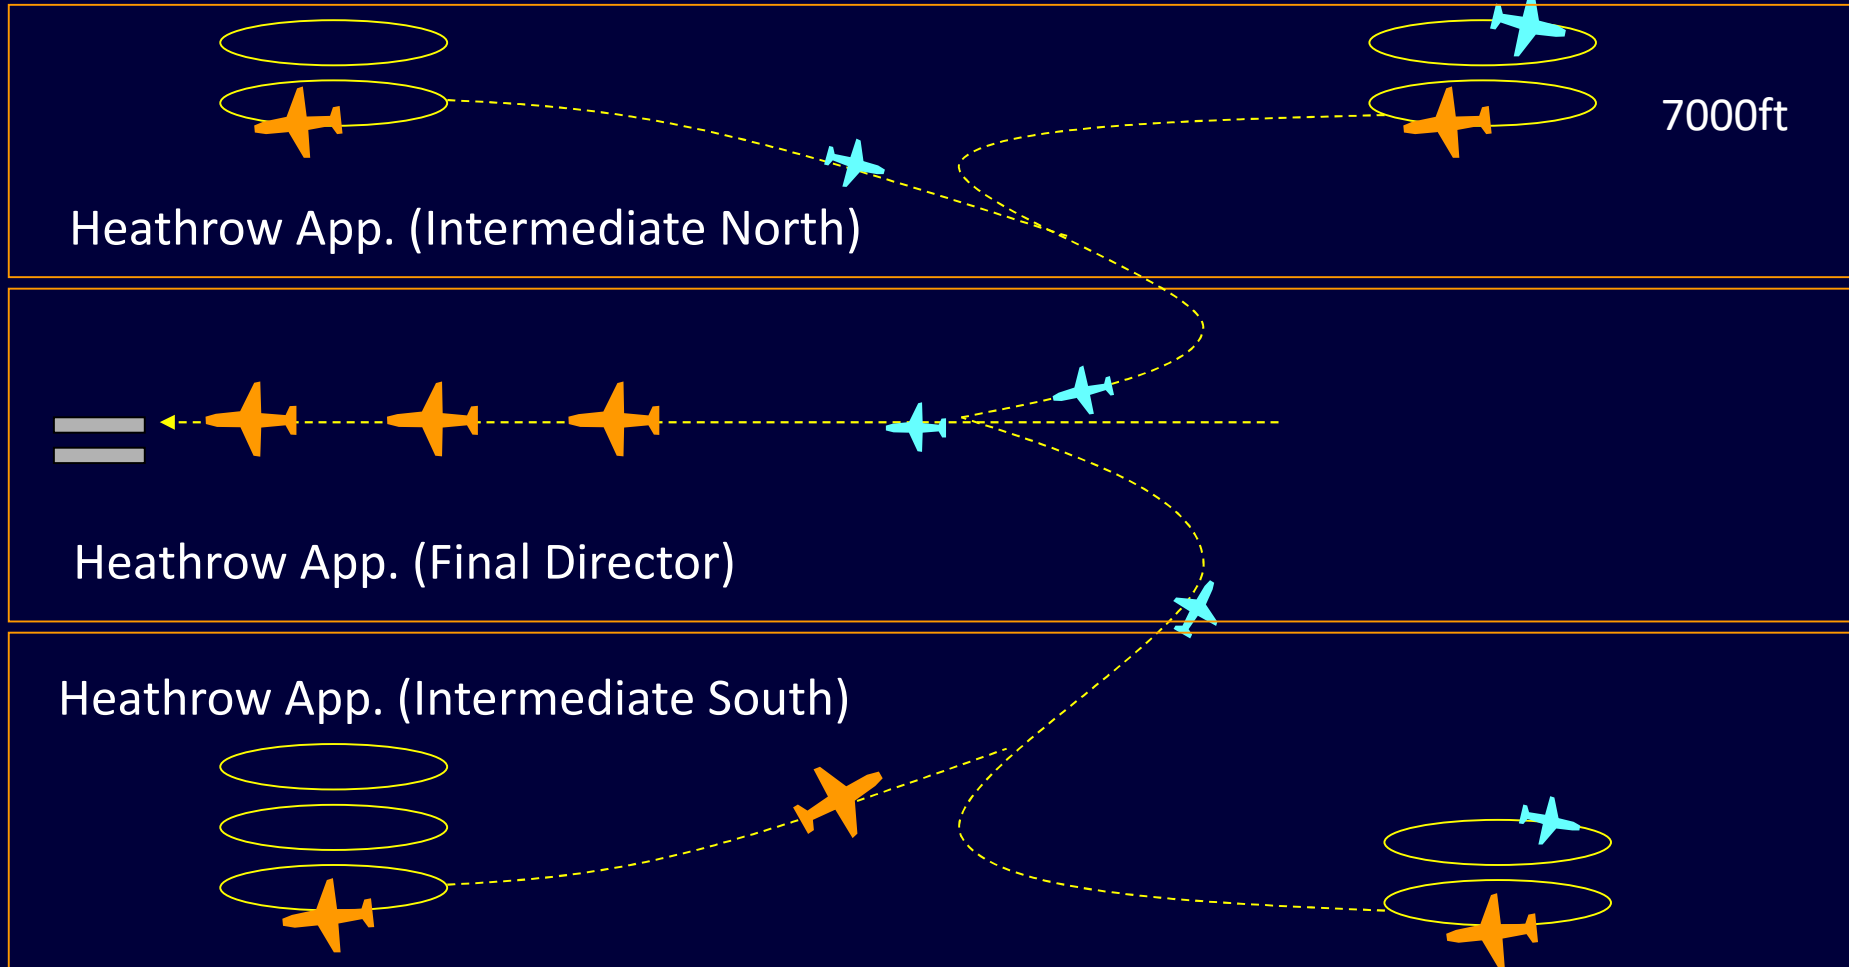 7000ft
Heathrow App. (Intermediate North)
Heathrow App. (Final Director)
Heathrow App. (Intermediate South)